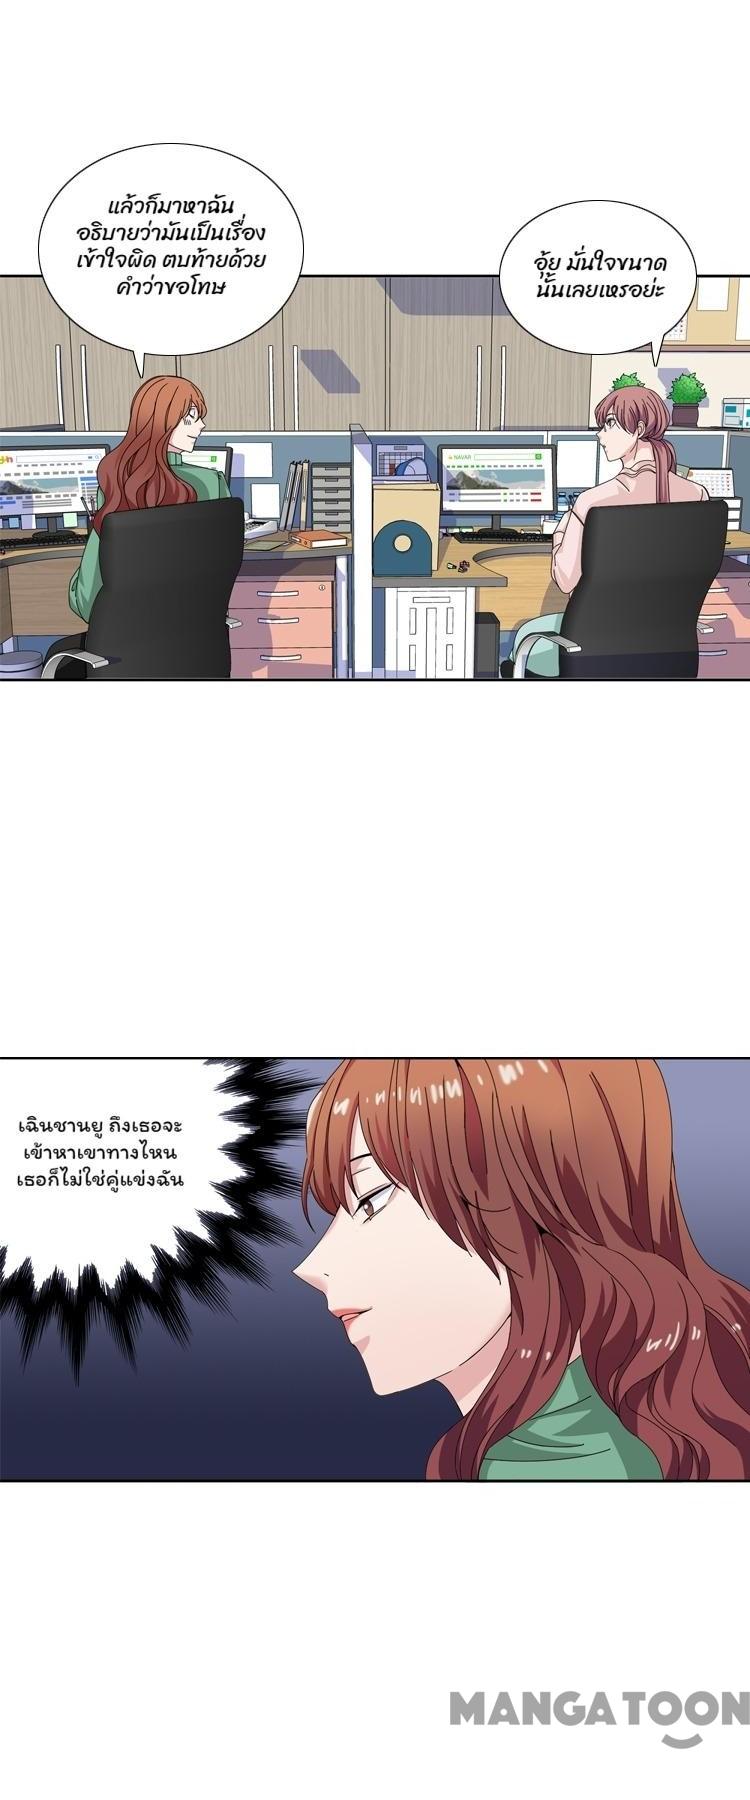 แล้วก็มาหาฉัน
อธิบายว่ามันเป็นเรื่อง
เข้าใจผิด ตบท้ายด้วย
คำว่าขอโทษ
อุ้ย มั่นใจขนาด
นั้นเลยเหรอย่ะ
NAVAR
เฉินชานยู ถึงเธอจะ
เข้าหาเขาทางไหน
เธอก็ไม่ใช่คู่แข่งฉัน
MANGATOON